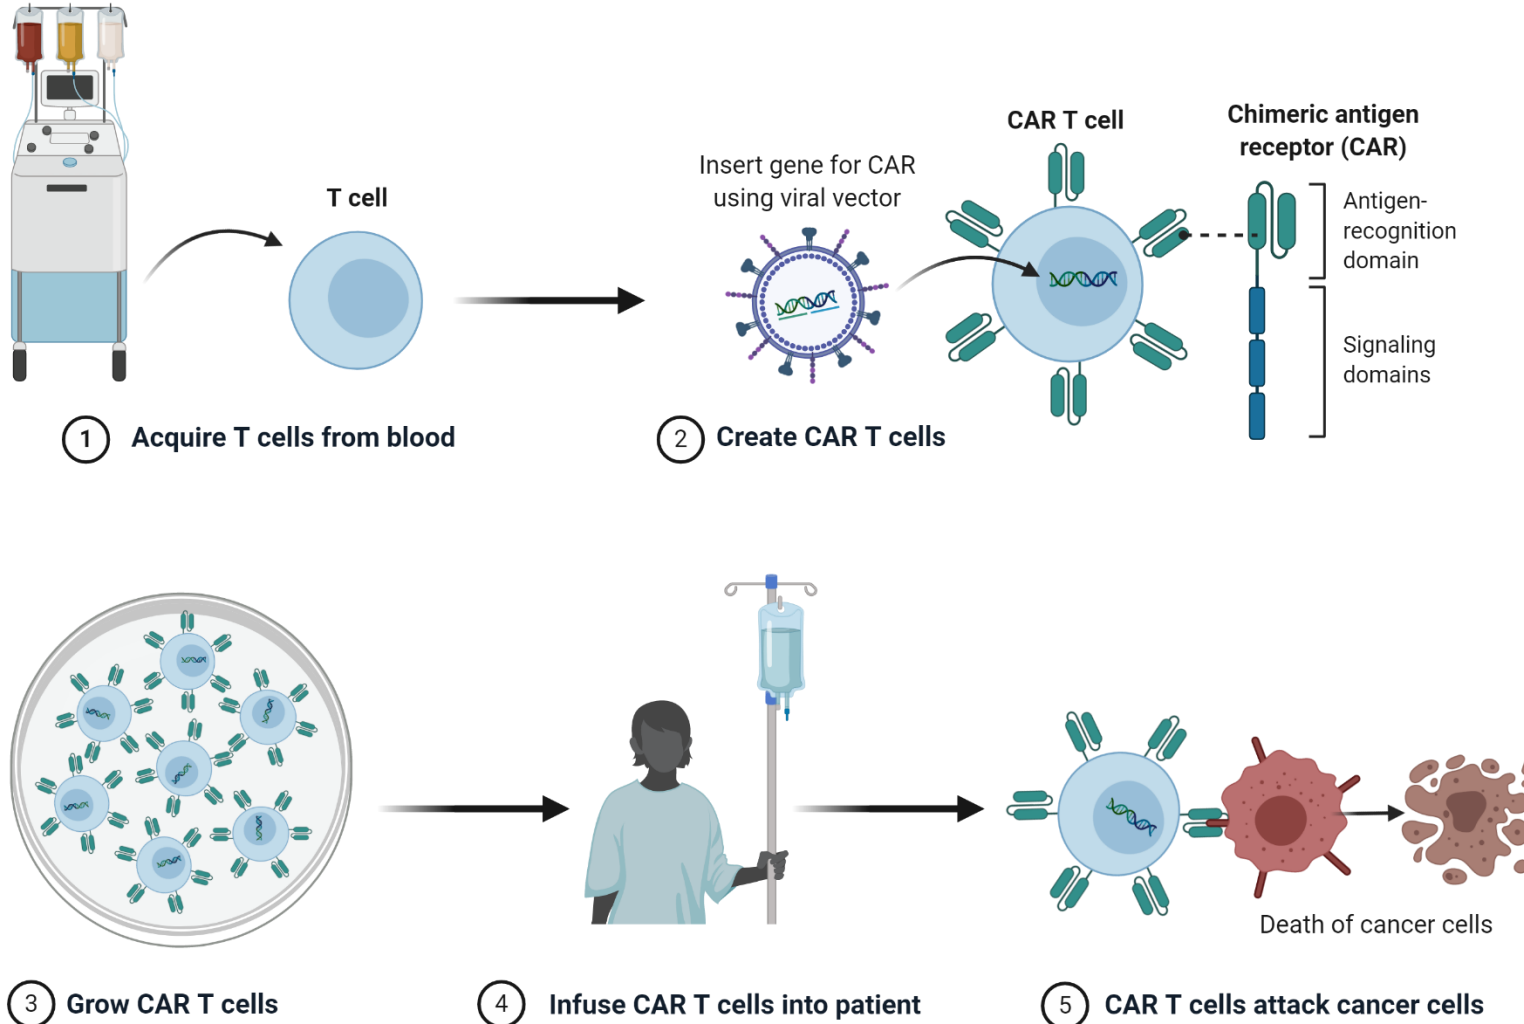 T cell
1 Acquire T cells from blood
Insert gene for CAR
using viral vector
CAR T cell
Chimeric antigen
receptor (CAR)
Antigen-
recognition
domain
Signaling
domains
2 Create CAR T cells
3 Grow CAR T cells
4 Infuse CAR T cells into patient
Death of cancer cells
5 CAR T cells attack cancer cells